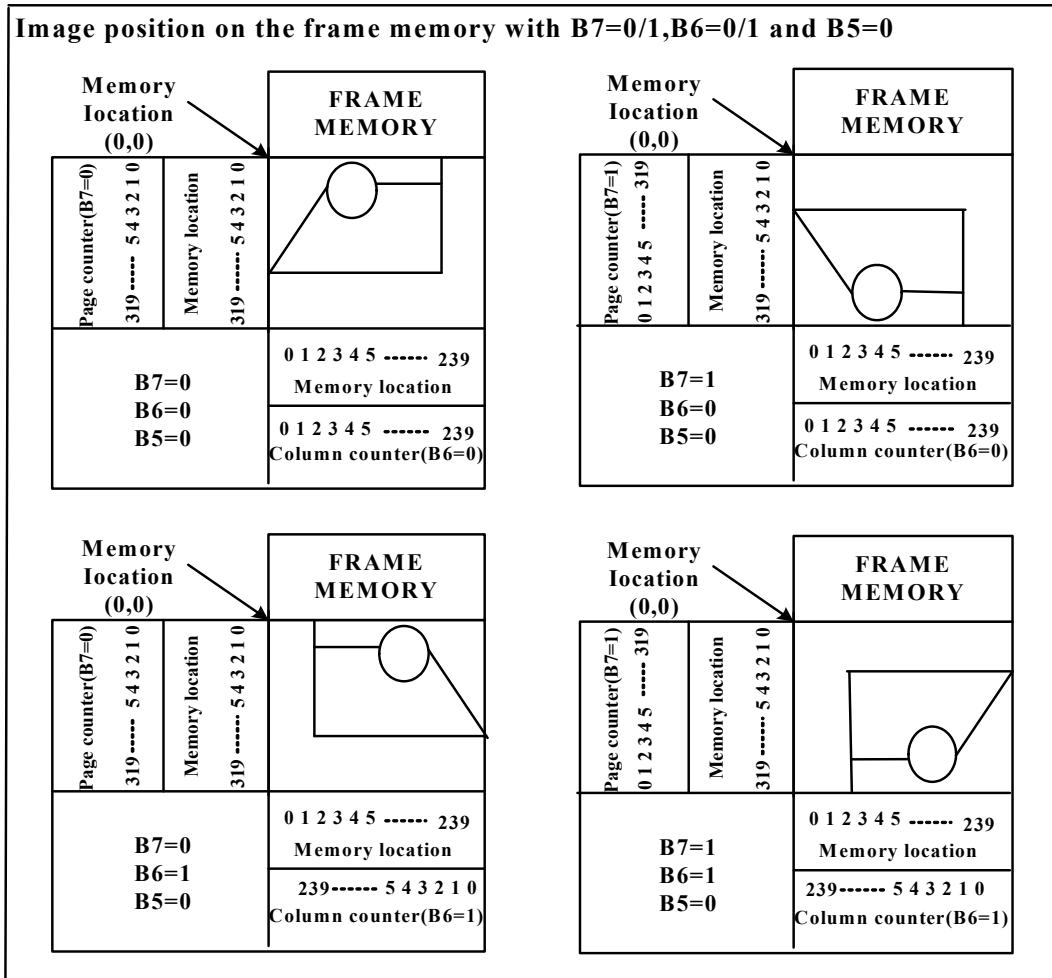 Image position on the frame memory with B7=0/1,B6=0/1 and B5=0
Memory
Iocation
(0,0)
FRAME
MEMORY
Page counter(B7=0)
319 ------ 5 4 3 2 1 0
Memory location
319 ------- 5 4 3 2 1 0
B7=0
B6=0
B5=0
0 1 2 3 4 5 ------ 239
Memory location
0 1 2 3 4 5 ------- 239
Column counter(B6=0)
Memory
Iocation
(0,0)
FRAME
MEMORY
Page counter(B7=1)
0 1 2 3 4 5 ----- 319
Memory location
319 ------ 5 4 3 2 1 0
B7=1
B6=0
B5=0
0 1 2 3 4 5 ------ 239
Memory location
0 1 2 3 4 5 ------- 239
Column counter(B6=0)
Memory
Iocation
(0,0)
FRAME
MEMORY
Page counter(B7=0)
319 ------ 5 4 3 2 1 0
Memory location
319 ------- 5 4 3 2 1 0
B7=0
B6=1
B5=0
0 1 2 3 4 5 ------ 239
Memory location
239------ 5 4 3 2 1 0
Column counter(B6=1)
Memory
Iocation
(0,0)
FRAME
MEMORY
Page counter(B7=1)
0 1 2 3 4 5 ------ 319
Memory location
319 ------ 5 4 3 2 1 0
B7=1
B6=1
B5=0
0 1 2 3 4 5 ------ 239
Memory location
239------ 5 4 3 2 1 0
Column counter(B6=1)